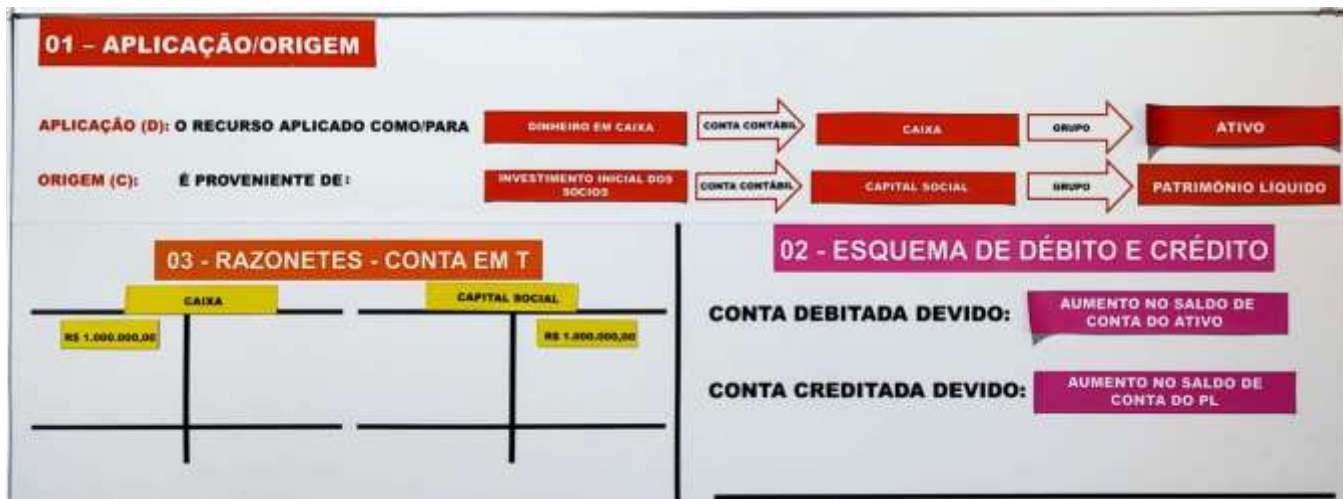 01 – APLICAÇÃO/ORIGEM
APLICAÇÃO (D): O RECURSO APLICADO COMO/PARA DINHEIRO EM CAIXA CONTA CONTÁBIL CAIXA GRUPO ATIVO
ORIGEM (C): É PROVENIENTE DE: INVESTIMENTO INICIAL DOS SÓCIOS CONTA CONTÁBIL CAPITAL SOCIAL GRUPO PATRIMÔNIO LÍQUIDO
03 - RAZONETES - CONTA EM T
CAIXA
CAPITAL SOCIAL
R$ 1.000.000,00
R$ 1.000.000,00
02 - ESQUEMA DE DÉBITO E CRÉDITO
CONTA DEBITADA DEVIDO:
AUMENTO NO SALDO DE
CONTA DO ATIVO
CONTA CREDITADA DEVIDO:
AUMENTO NO SALDO DE
CONTA DO PL